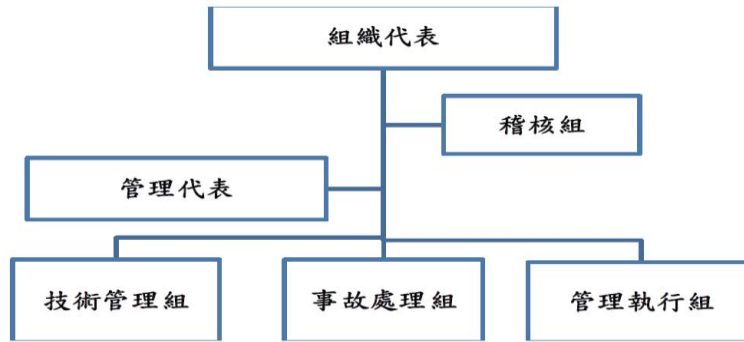 組織代表
稽核組
管理代表
技術管理組
事故處理組
管理執行組